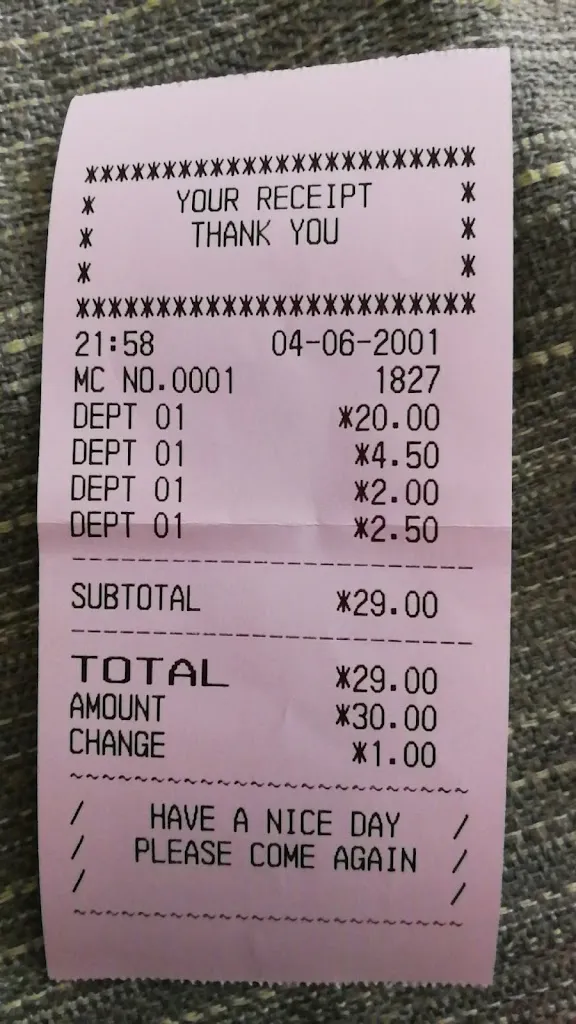 ************************
* YOUR RECEIPT *
* THANK YOU *
* *
*************************
21:58 04-06-2001
MC NO.0001 1827
DEPT 01 *20.00
DEPT 01 *4.50
DEPT 01 *2.00
DEPT 01 *2.50
--------------------------------
SUBTOTAL *29.00
--------------------------------
TOTAL *29.00
AMOUNT *30.00
CHANGE *1.00
~~~~~~~~~~~~~~~~~~~~~~~~
/ HAVE A NICE DAY /
/ PLEASE COME AGAIN /
/ /
~~~~~~~~~~~~~~~~~~~~~~~~